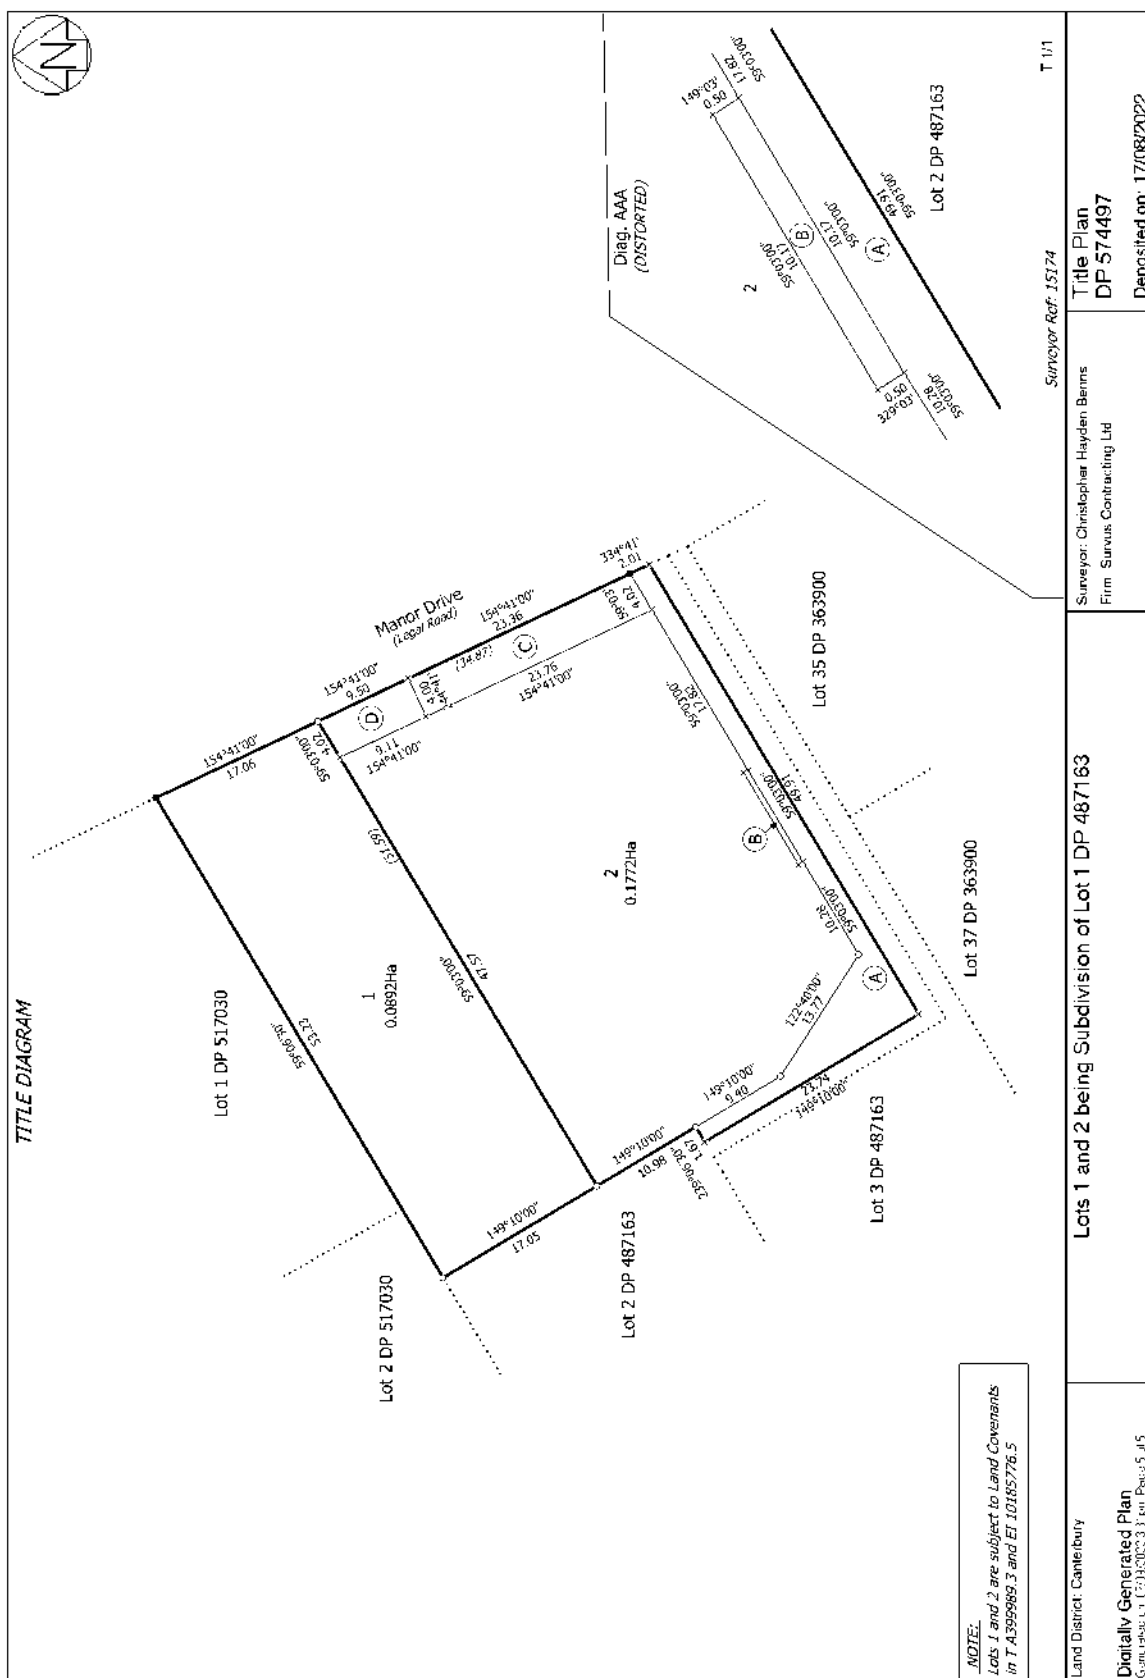 TITLE DIAGRAM
N
Lot 1 DP 517030
Lot 2 DP 517030
154°41'00"
17.06
59°06'30"
53.23
149°10'00"
17.05
1
0.0892Ha
59°03'00"
4.02
(51.59)
59°03'00"
47.57
154°41'00"
9.50
Manor Drive
(Legal Road)
154°41'00"
23.36
(34.87)
D
C
4.00
9.11
154°41'00"
23.76
154°41'00"
334°41'
2.01
59°03'
4.02
2
0.1772Ha
59°03'00"
17.82
B
59°03'00"
49.91
10.28
59°03'00"
A
122°40'00"
13.77
149°10'00"
9.40
149°10'00"
10.98
239°06'30"
1.67
23.74
149°10'00"
Lot 2 DP 487163
Lot 3 DP 487163
Lot 35 DP 363900
Lot 37 DP 363900
Diag. AAA
(DISTORTED)
149°03'
0.50
17.82
59°03'00"
2
59°03'00"
10.17
B
10.17
59°03'00"
A
49.91
59°03'00"
0.50
329°03'
10.28
59°03'00"
Lot 2 DP 487163
NOTE:
Lots 1 and 2 are subject to Land Covenants
in T A399989.3 and EI 10185776.5
Surveyor Ref: 15174
T 1/1
Land District: Canterbury
Digitally Generated Plan
Lots 1 and 2 being Subdivision of Lot 1 DP 487163
Surveyor: Christopher Hayden Benns
Firm Survus Contracting Ltd
Title Plan
DP 574497
Deposited on: 17/08/2022